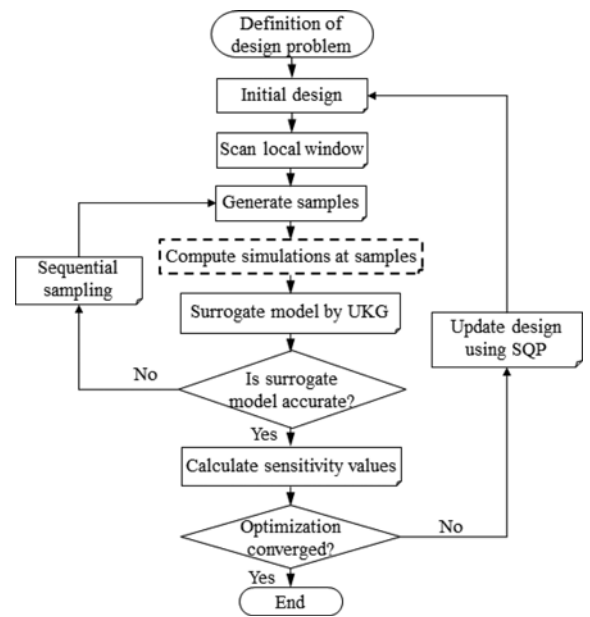 Definition of
design problem
Initial design
Scan local window
Generate samples
Compute simulations at samples
Sequential
sampling
Surrogate model by UKG
Update design
using SQP
No
Is surrogate
model accurate?
Yes
Calculate sensitivity values
Optimization
converged?
No
Yes
End